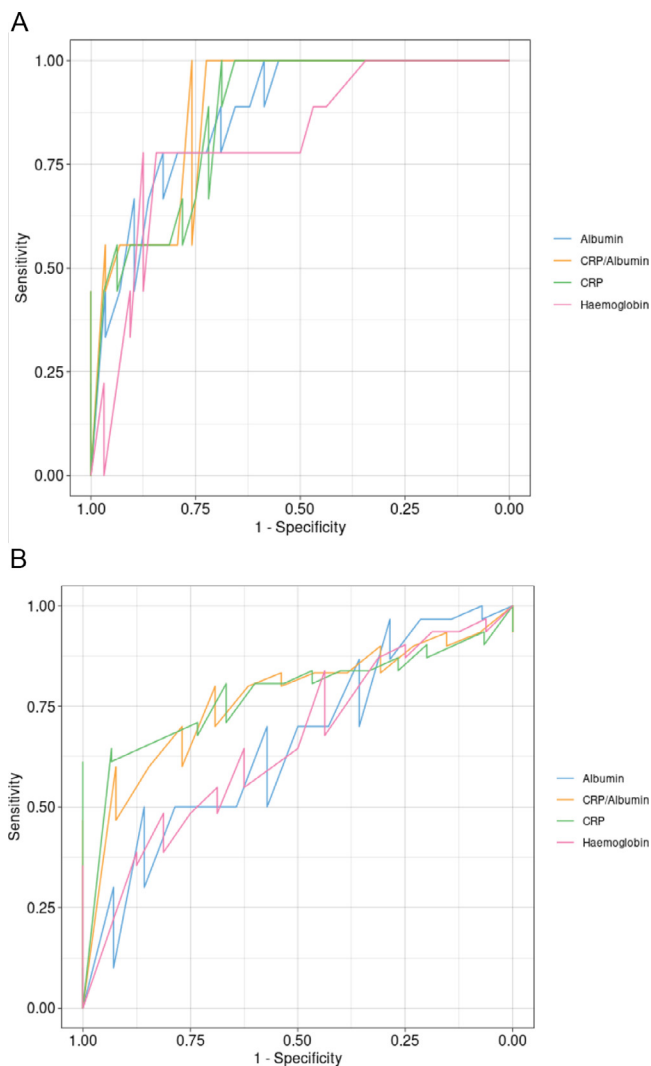 A
1.00
0.75
0.50
0.25
0.00
Sensitivity
1.00 0.75 0.50 0.25 0.00
1 - Specificity
Albumin
CRP/Albumin
CRP
Haemoglobin
B
1.00
0.75
0.50
0.25
0.00
Sensitivity
1.00 0.75 0.50 0.25 0.00
1 - Specificity
Albumin
CRP/Albumin
CRP
Haemoglobin